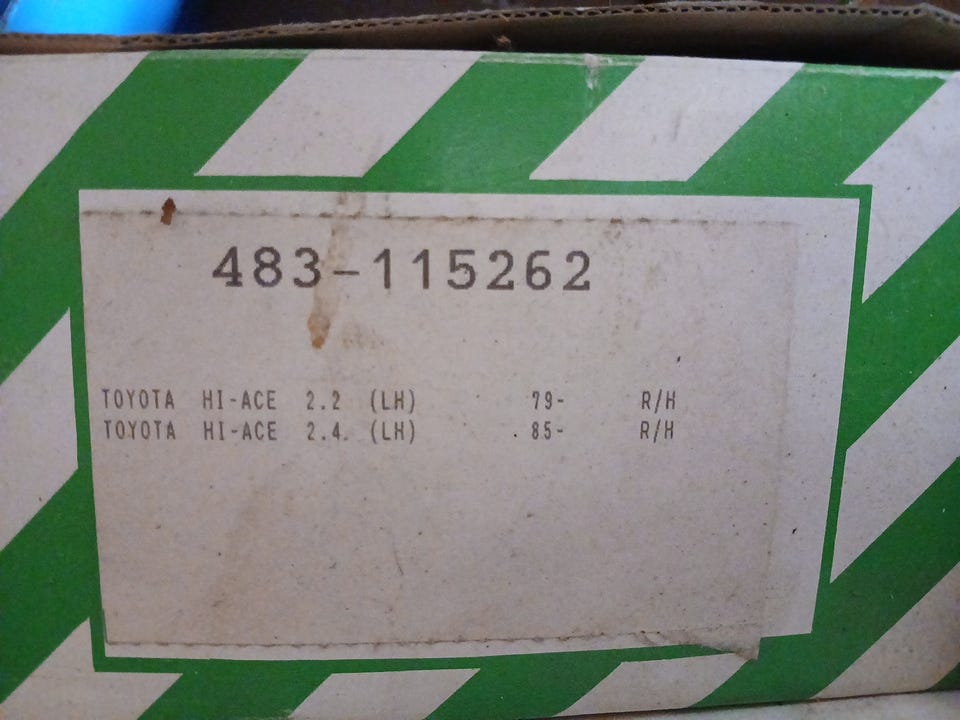 483-115262
TOYOTA HI-ACE 2.2 (LH) 79- R/H
TOYOTA HI-ACE 2.4 (LH) 85- R/H